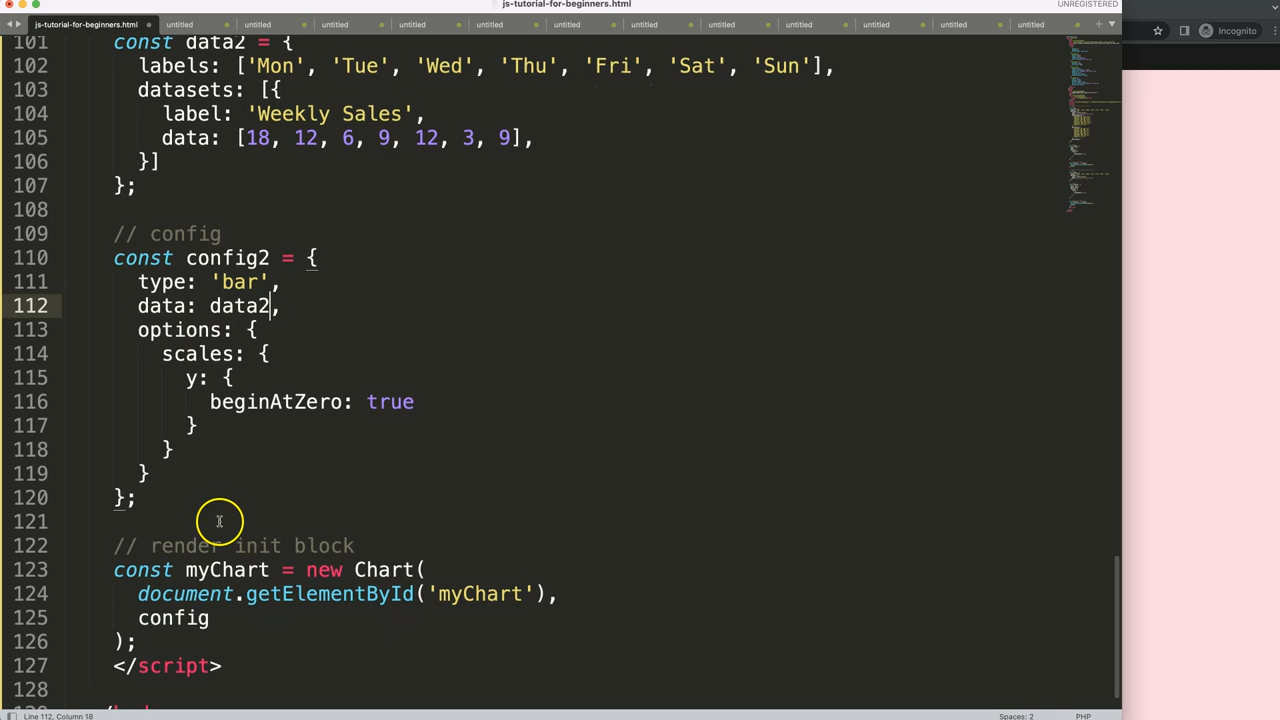 js-tutorial-for-beginners.html
UNREGISTERED
js-tutorial-for-beginners.html untitled untitled untitled untitled untitled untitled untitled untitled untitled untitled untitled untitled
Incognito
101 const data2 = {
102 labels: ['Mon', 'Tue', 'Wed', 'Thu', 'Fri', 'Sat', 'Sun'],
103 datasets: [{
104 label: 'Weekly Sales',
105 data: [18, 12, 6, 9, 12, 3, 9],
106 }]
107 };
108
109 // config
110 const config2 = {
111 type: 'bar',
112 data: data2,
113 options: {
114 scales: {
115 y: {
116 beginAtZero: true
117 }
118 }
119 }
120 };
121
122 // render init block
123 const myChart = new Chart(
124 document.getElementById('myChart'),
125 config
126 );
127 </script>
128
Line 112, Column 18
Spaces: 2
PHP